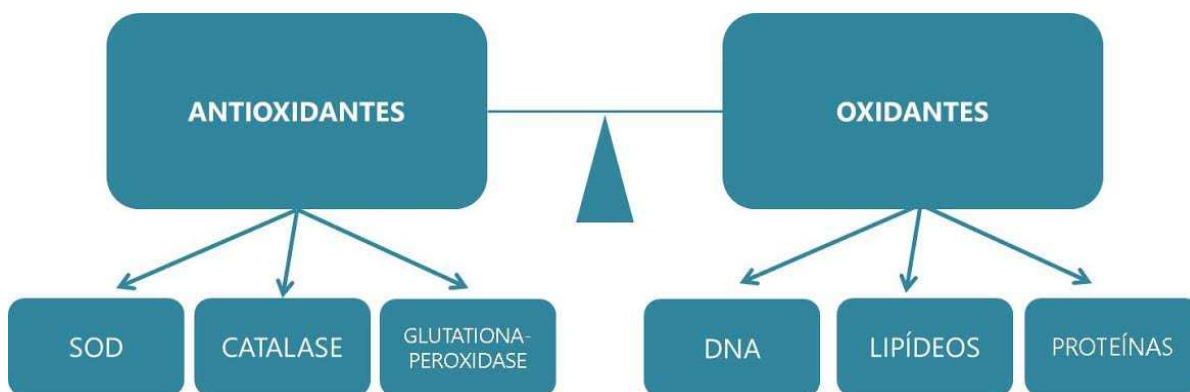 ANTIOXIDANTES
OXIDANTES
SOD
CATALASE
GLUTATIONA-
PEROXIDASE
DNA
LIPÍDEOS
PROTEÍNAS